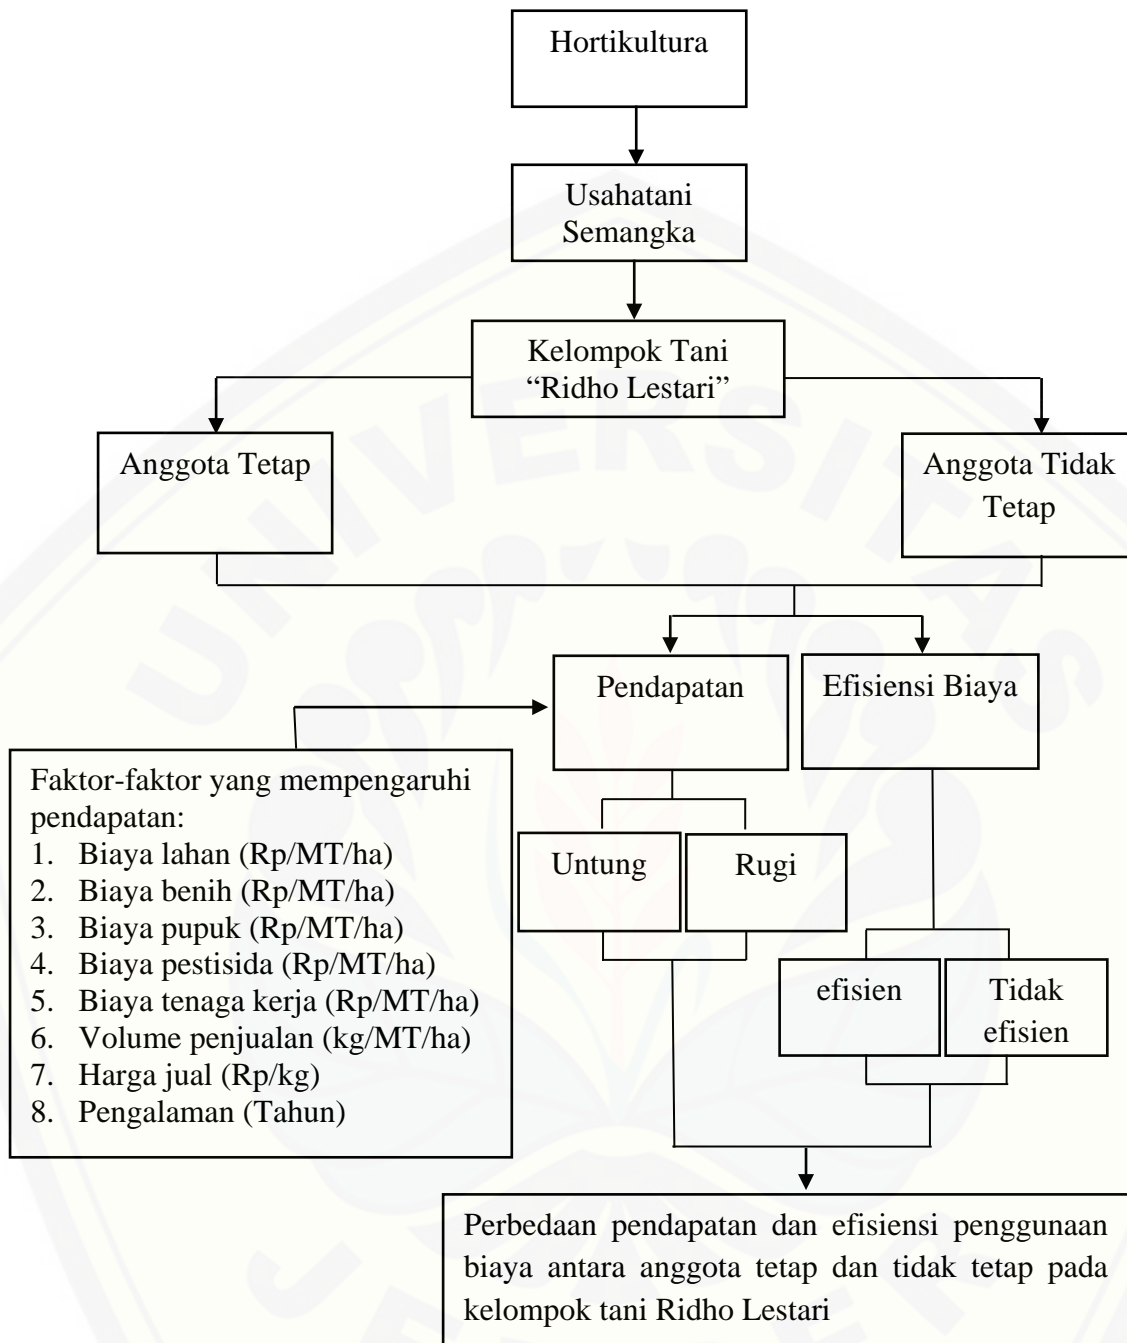 Hortikultura
Usahatani
Semangka
Kelompok Tani
“Ridho Lestari”
Anggota Tetap
Anggota Tidak
Tetap
Pendapatan
Efisiensi Biaya
Faktor-faktor yang mempengaruhi
pendapatan:
1. Biaya lahan (Rp/MT/ha)
2. Biaya benih (Rp/MT/ha)
3. Biaya pupuk (Rp/MT/ha)
4. Biaya pestisida (Rp/MT/ha)
5. Biaya tenaga kerja (Rp/MT/ha)
6. Volume penjualan (kg/MT/ha)
7. Harga jual (Rp/kg)
8. Pengalaman (Tahun)
Untung
Rugi
efisien
Tidak
efisien
Perbedaan pendapatan dan efisiensi penggunaan
biaya antara anggota tetap dan tidak tetap pada
kelompok tani Ridho Lestari
UNIVERSITAS
JEMBER